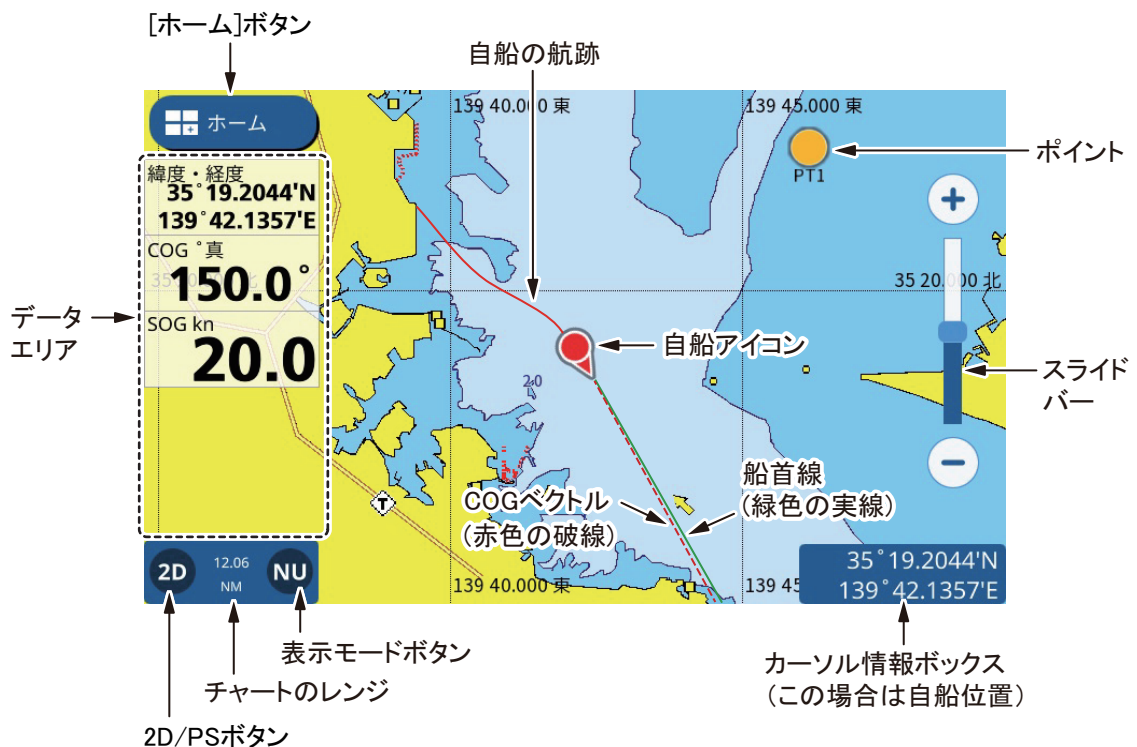 [ホーム]ボタン
自船の航跡
ホーム
139 40.000 東
139 45.000 東
ポイント
PT1
緯度・経度
35°19.2044'N
139°42.1357'E
COG °真
150.0°
35 20.000 北
データ
エリア
SOG kn
20.0
自船アイコン
スライド
バー
2.0
COGベクトル
(赤色の破線)
船首線
(緑色の実線)
T
2D
12.06
NM
NU
139 40.000 東
139 45
35°19.2044'N
139°42.1357'E
表示モードボタン
チャートのレンジ
2D/PSボタン
カーソル情報ボックス
(この場合は自船位置)